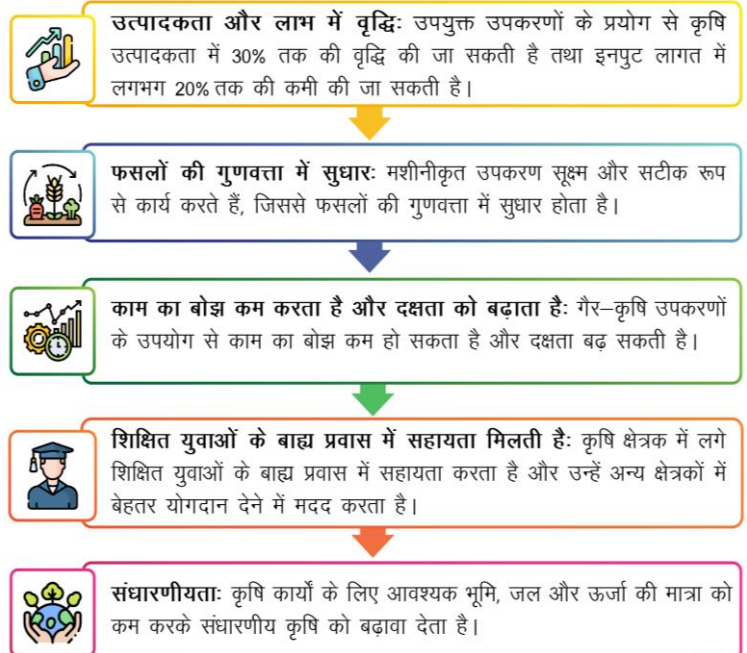 उत्पादकता और लाभ में वृद्धिः उपयुक्त उपकरणों के प्रयोग से कृषि
उत्पादकता में 30% तक की वृद्धि की जा सकती है तथा इनपुट लागत में
लगभग 20% तक की कमी की जा सकती है।
फसलों की गुणवत्ता में सुधारः मशीनीकृत उपकरण सूक्ष्म और सटीक रूप
से कार्य करते हैं, जिससे फसलों की गुणवत्ता में सुधार होता है।
काम का बोझ कम करता है और दक्षता को बढ़ाता हैः गैर–कृषि उपकरणों
के उपयोग से काम का बोझ कम हो सकता है और दक्षता बढ़ सकती है।
शिक्षित युवाओं के बाह्य प्रवास में सहायता मिलती हैः कृषि क्षेत्रक में लगे
शिक्षित युवाओं के बाह्य प्रवास में सहायता करता है और उन्हें अन्य क्षेत्रकों में
बेहतर योगदान देने में मदद करता है।
संधारणीयताः कृषि कार्यों के लिए आवश्यक भूमि, जल और ऊर्जा की मात्रा को
कम करके संधारणीय कृषि को बढ़ावा देता है।